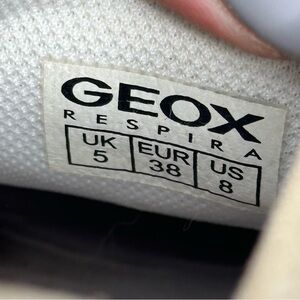 GEOX
RESPIRA
UK EUR US
5 38 8